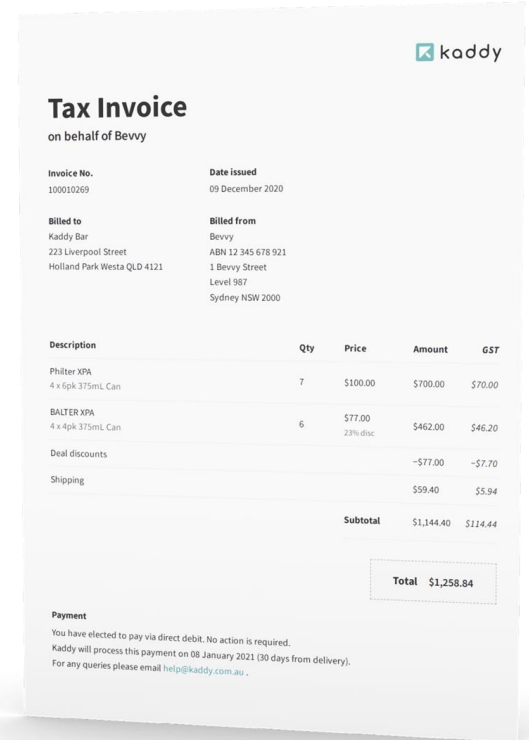 kaddy
Tax Invoice
on behalf of Bevvy
Invoice No. Date issued
100010269 09 December 2020
Billed to Billed from
Kaddy Bar Bevvy
223 Liverpool Street ABN 12 345 678 921
Holland Park Westa QLD 4121 1 Bevvy Street
Level 987
Sydney NSW 2000
Description Qty Price Amount GST
Philter XPA
4 x 6pk 375mL Can 7 $100.00 $700.00 $70.00
BALTER XPA $77.00
4 x 4pk 375mL Can 6 23% disc $462.00 $46.20
Deal discounts -$77.00 -$7.70
Shipping $59.40 $5.94
Subtotal $1,144.40 $114.44
Total $1,258.84
Payment
You have elected to pay via direct debit. No action is required.
Kaddy will process this payment on 08 January 2021 (30 days from delivery).
For any queries please email help@kaddy.com.au .